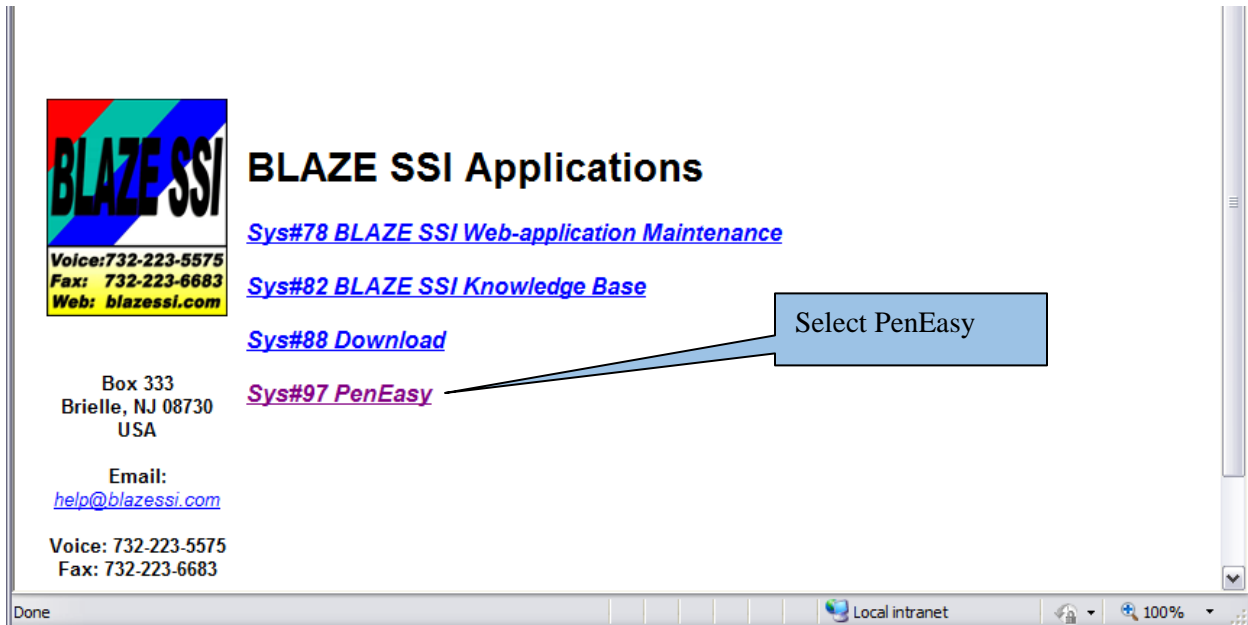 BLAZE SSI
Voice:732-223-5575
Fax: 732-223-6683
Web: blazessi.com
Box 333
Brielle, NJ 08730
USA
Email:
help@blazessi.com
Voice: 732-223-5575
Fax: 732-223-6683
BLAZE SSI Applications
Sys#78 BLAZE SSI Web-application Maintenance
Sys#82 BLAZE SSI Knowledge Base
Sys#88 Download
Sys#97 PenEasy
Select PenEasy
Done
Local intranet
100%